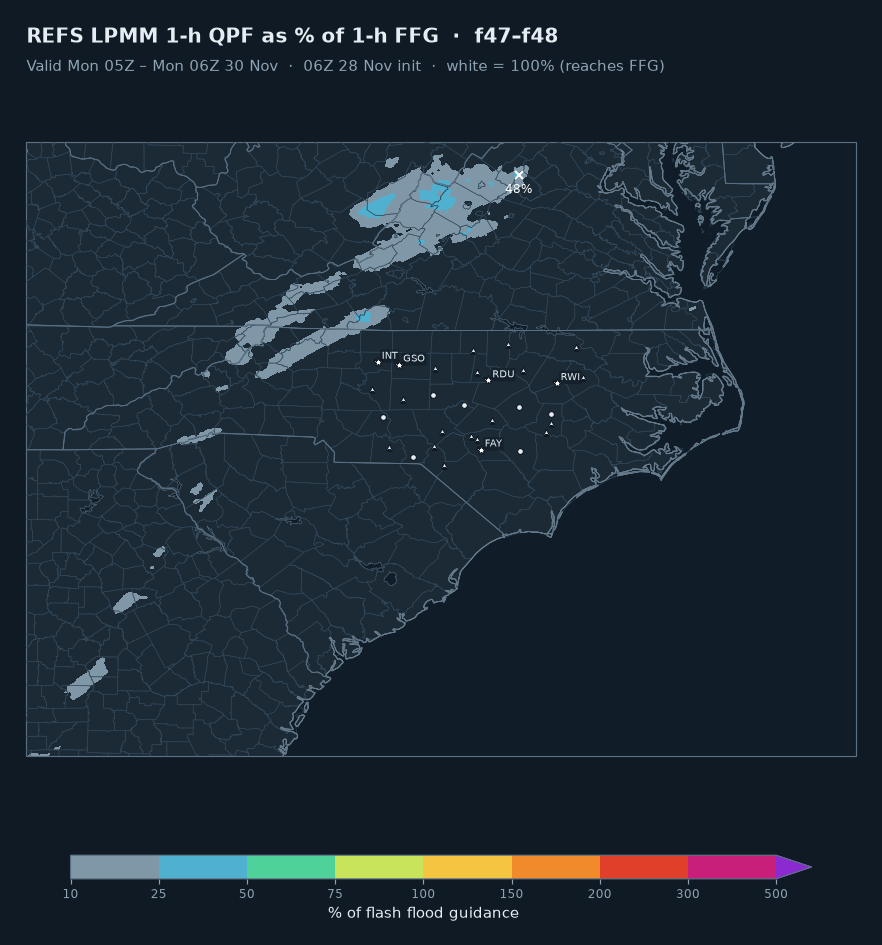 REFS LPMM 1-h QPF as % of 1-h FFG · f47–f48
Valid Mon 05Z – Mon 06Z 30 Nov · 06Z 28 Nov init · white = 100% (reaches FFG)
48%
INT GSO
RDU
RWI
FAY
10 25 50 75 100 150 200 300 500
% of flash flood guidance